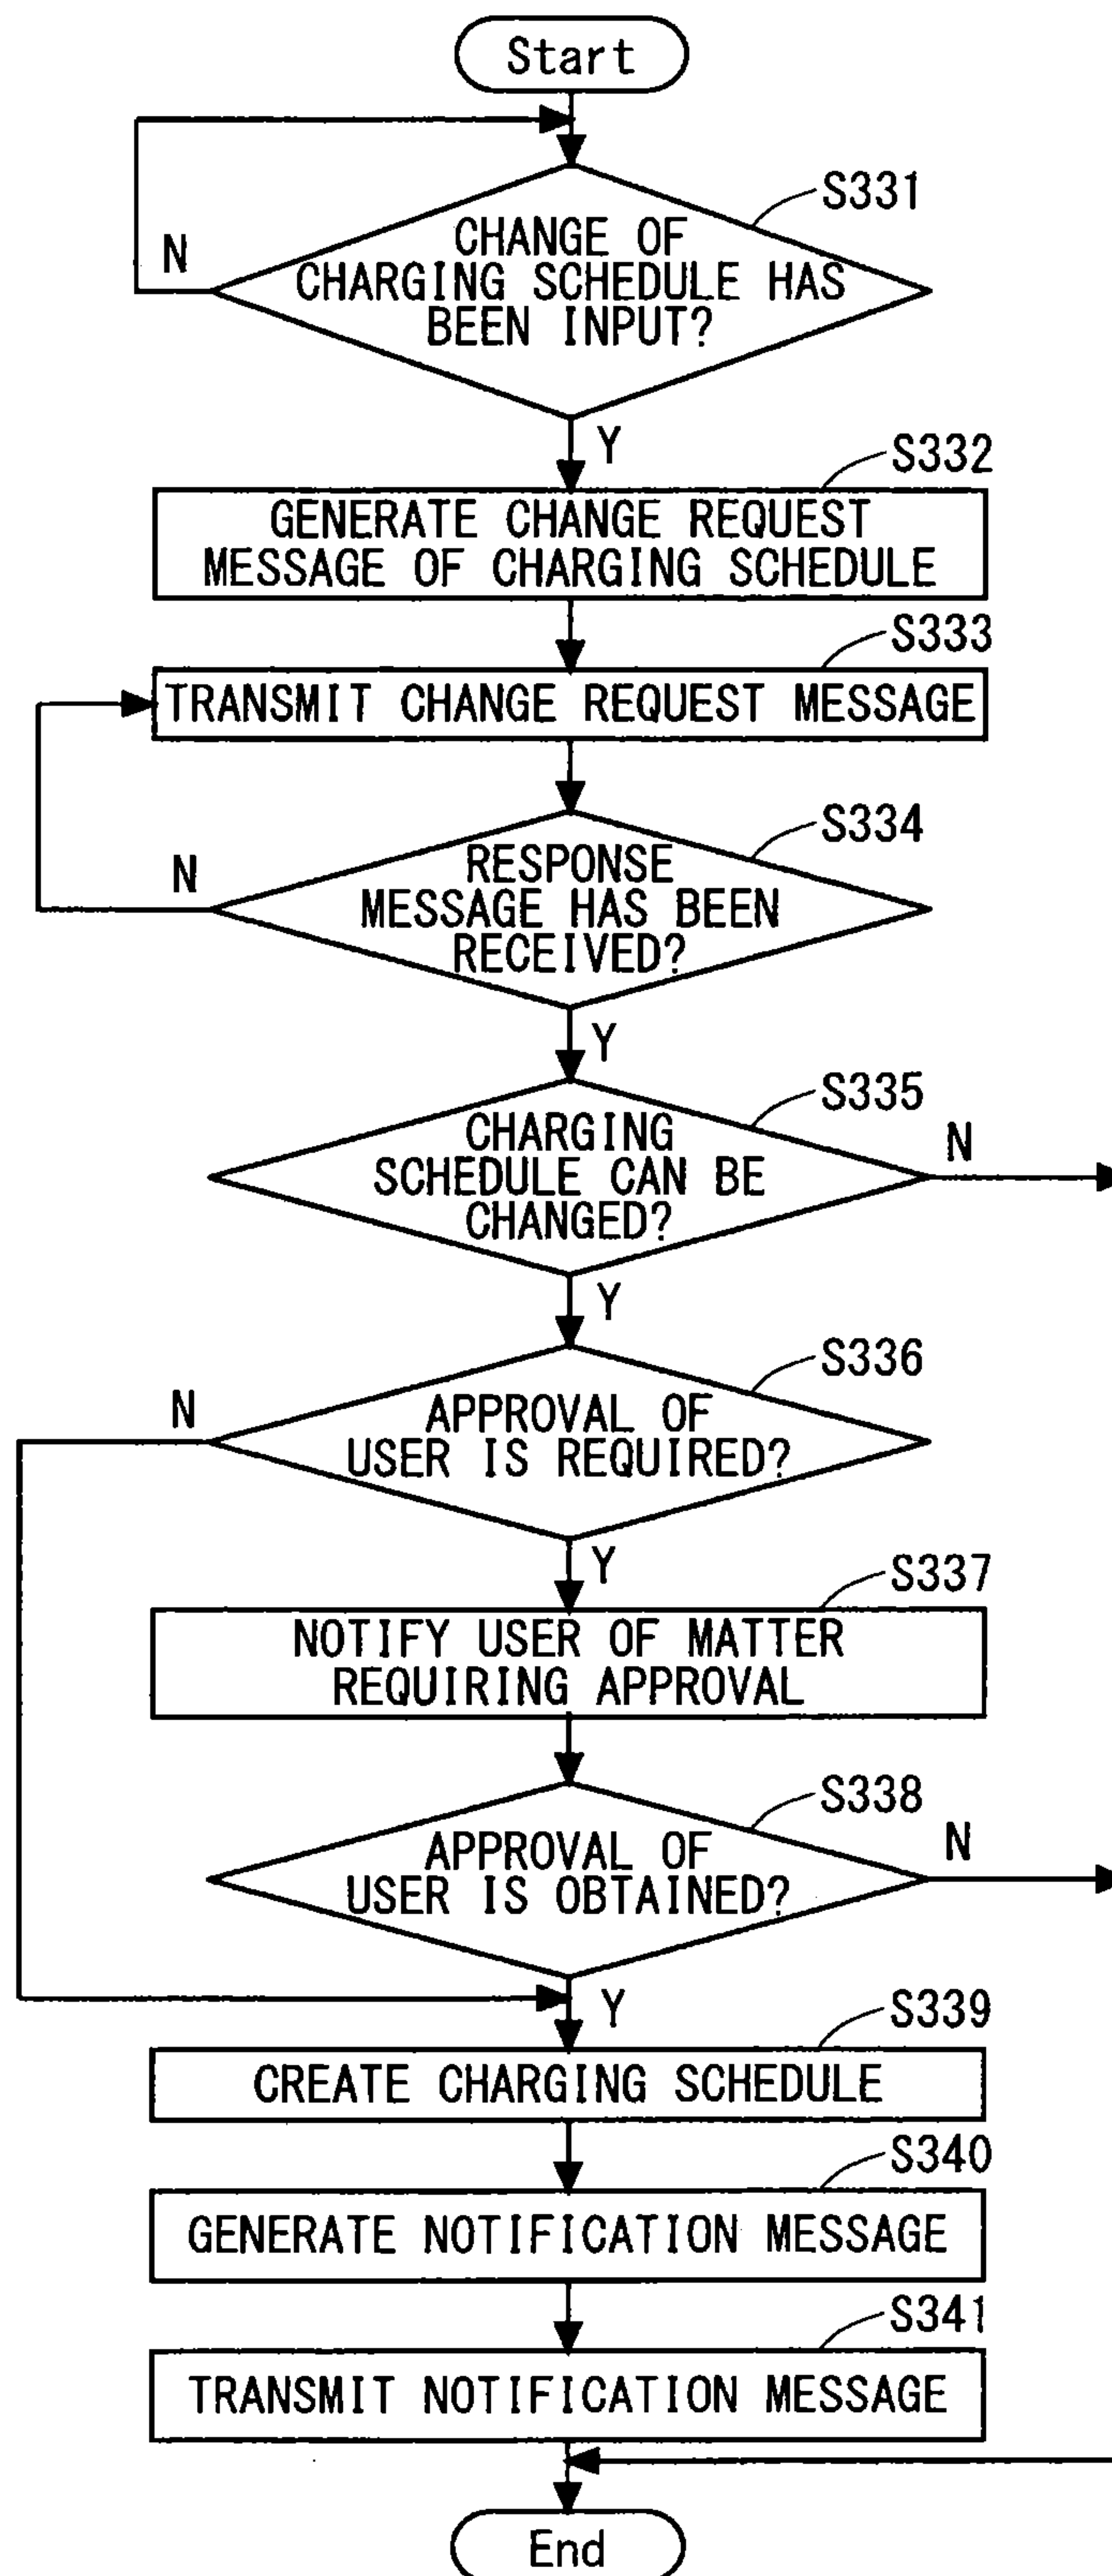 Start
S331
CHANGE OF
CHARGING SCHEDULE HAS
BEEN INPUT?
N
Y
S332
GENERATE CHANGE REQUEST
MESSAGE OF CHARGING SCHEDULE
S333
TRANSMIT CHANGE REQUEST MESSAGE
S334
RESPONSE
MESSAGE HAS BEEN
RECEIVED?
N
Y
S335
CHARGING
SCHEDULE CAN BE
CHANGED?
N
Y
S336
APPROVAL OF
USER IS REQUIRED?
N
Y
S337
NOTIFY USER OF MATTER
REQUIRING APPROVAL
S338
APPROVAL OF
USER IS OBTAINED?
N
Y
S339
CREATE CHARGING SCHEDULE
S340
GENERATE NOTIFICATION MESSAGE
S341
TRANSMIT NOTIFICATION MESSAGE
End